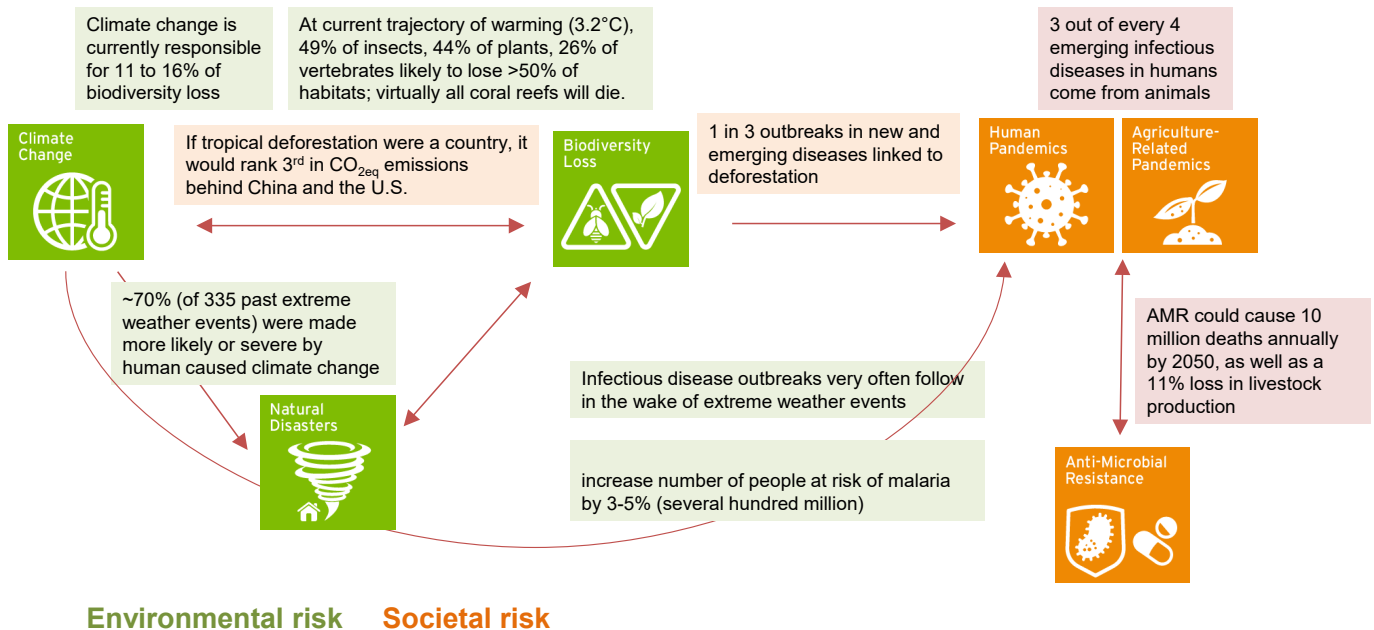 Climate change is
currently responsible
for 11 to 16% of
biodiversity loss
At current trajectory of warming (3.2°C),
49% of insects, 44% of plants, 26% of
vertebrates likely to lose >50% of
habitats; virtually all coral reefs will die.
3 out of every 4
emerging infectious
diseases in humans
come from animals
Climate
Change
If tropical deforestation were a country, it
would rank 3rd in CO2eq emissions
behind China and the U.S.
Biodiversity
Loss
1 in 3 outbreaks in new and
emerging diseases linked to
deforestation
Human
Pandemics
Agriculture-
Related
Pandemics
~70% (of 335 past extreme
weather events) were made
more likely or severe by
human caused climate change
AMR could cause 10
million deaths annually
by 2050, as well as a
11% loss in livestock
production
Infectious disease outbreaks very often follow
in the wake of extreme weather events
Natural
Disasters
increase number of people at risk of malaria
by 3-5% (several hundred million)
Anti-Microbial
Resistance
Environmental risk
Societal risk